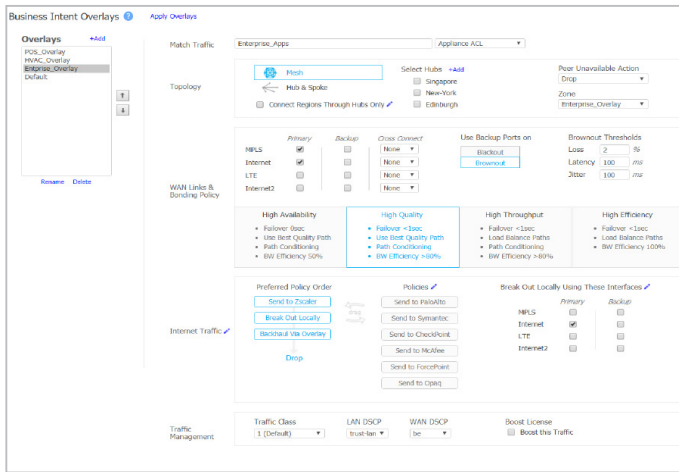 Business Intent Overlays ? Apply Overlays
Overlays +Add
POS_Overlay
HVAC_Overlay
Entprise_Overlay
Default
Rename Delete
Match Traffic Enterprise_Apps Appliance ACL
Topology
Mesh
Hub & Spoke
Connect Regions Through Hubs Only
Select Hubs +Add
Singapore
New-York
Edinburgh
Peer Unavailable Action
Drop
Zone
Enterprise_Overlay
WAN Links &
Bonding Policy
Primary Backup Cross Connect
MPLS None
Internet None
LTE None
Internet2 None
Use Backup Ports on
Blackout
Brownout
Brownout Thresholds
Loss 2 %
Latency 100 ms
Jitter 100 ms
High Availability
• Failover 0sec
• Use Best Quality Path
• Path Conditioning
• BW Efficiency 50%
High Quality
• Failover <1sec
• Use Best Quality Path
• Path Conditioning
• BW Efficiency >80%
High Throughput
• Failover <1sec
• Load Balance Paths
• Path Conditioning
• BW Efficiency >80%
High Efficiency
• Failover <1sec
• Load Balance Paths
• BW Efficiency 100%
Internet Traffic
Preferred Policy Order
Send to Zscaler
Break Out Locally
Backhaul Via Overlay
Drop
drag
Policies
Send to PaloAlto
Send to Symantec
Send to CheckPoint
Send to McAfee
Send to ForcePoint
Send to Opaq
Break Out Locally Using These Interfaces
Primary Backup
MPLS
Internet
LTE
Internet2
Traffic
Management
Traffic Class
1 (Default)
LAN DSCP
trust-lan
WAN DSCP
be
Boost License
Boost this Traffic